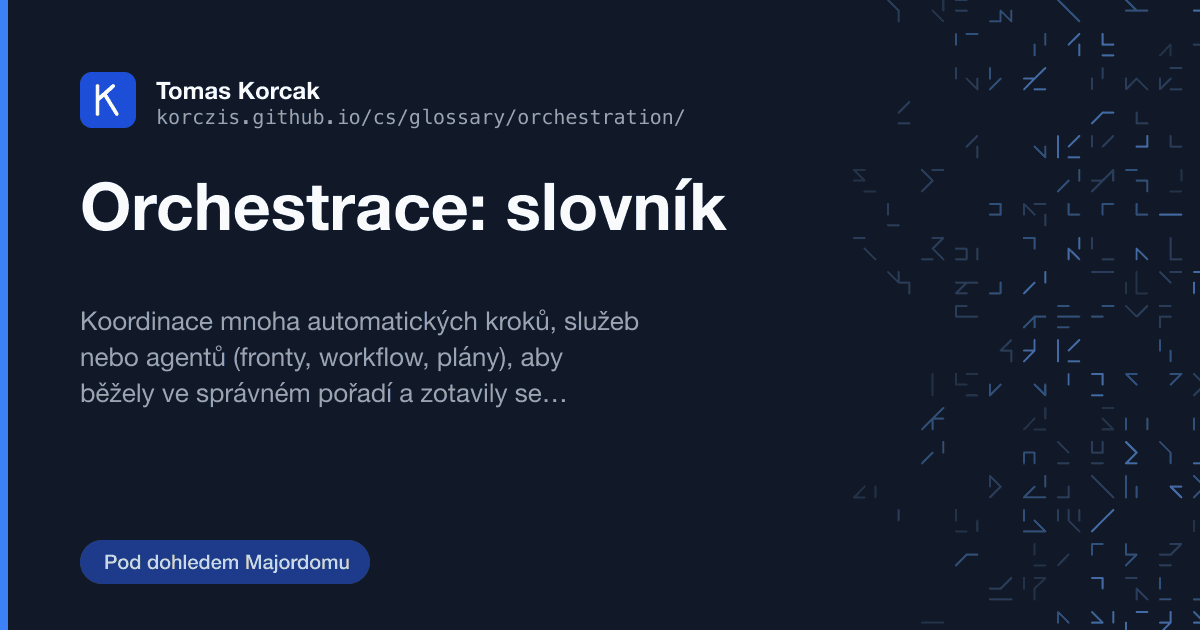 K
Tomas Korcak
korczis.github.io/cs/glossary/orchestration/
Orchestrace: slovník
Koordinace mnoha automatických kroků, služeb
nebo agentů (fronty, workflow, plány), aby
běžely ve správném pořadí a zotavily se…
Pod dohledem Majordomu